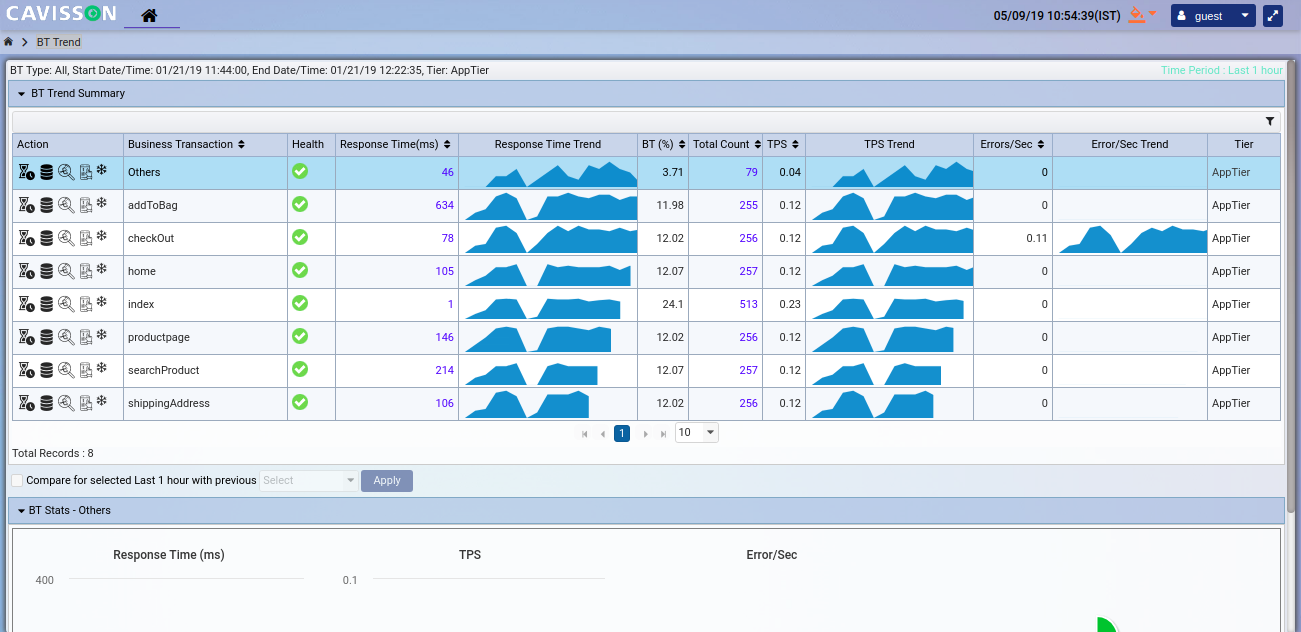 CAVISSON
05/09/19 10:54:39(IST)
guest
BT Trend
BT Type: All, Start Date/Time: 01/21/19 11:44:00, End Date/Time: 01/21/19 12:22:35, Tier: AppTier
Time Period : Last 1 hour
BT Trend Summary
Action Business Transaction Health Response Time(ms) Response Time Trend BT (%) Total Count TPS TPS Trend Errors/Sec Error/Sec Trend Tier
Others 46 3.71 79 0.04 0 AppTier
addToBag 634 11.98 255 0.12 0 AppTier
checkOut 78 12.02 256 0.12 0.11 AppTier
home 105 12.07 257 0.12 0 AppTier
index 1 24.1 513 0.23 0 AppTier
productpage 146 12.02 256 0.12 0 AppTier
searchProduct 214 12.07 257 0.12 0 AppTier
shippingAddress 106 12.02 256 0.12 0 AppTier
1 10
Total Records : 8
Compare for selected Last 1 hour with previous Select Apply
BT Stats - Others
Response Time (ms) TPS Error/Sec
400 0.1